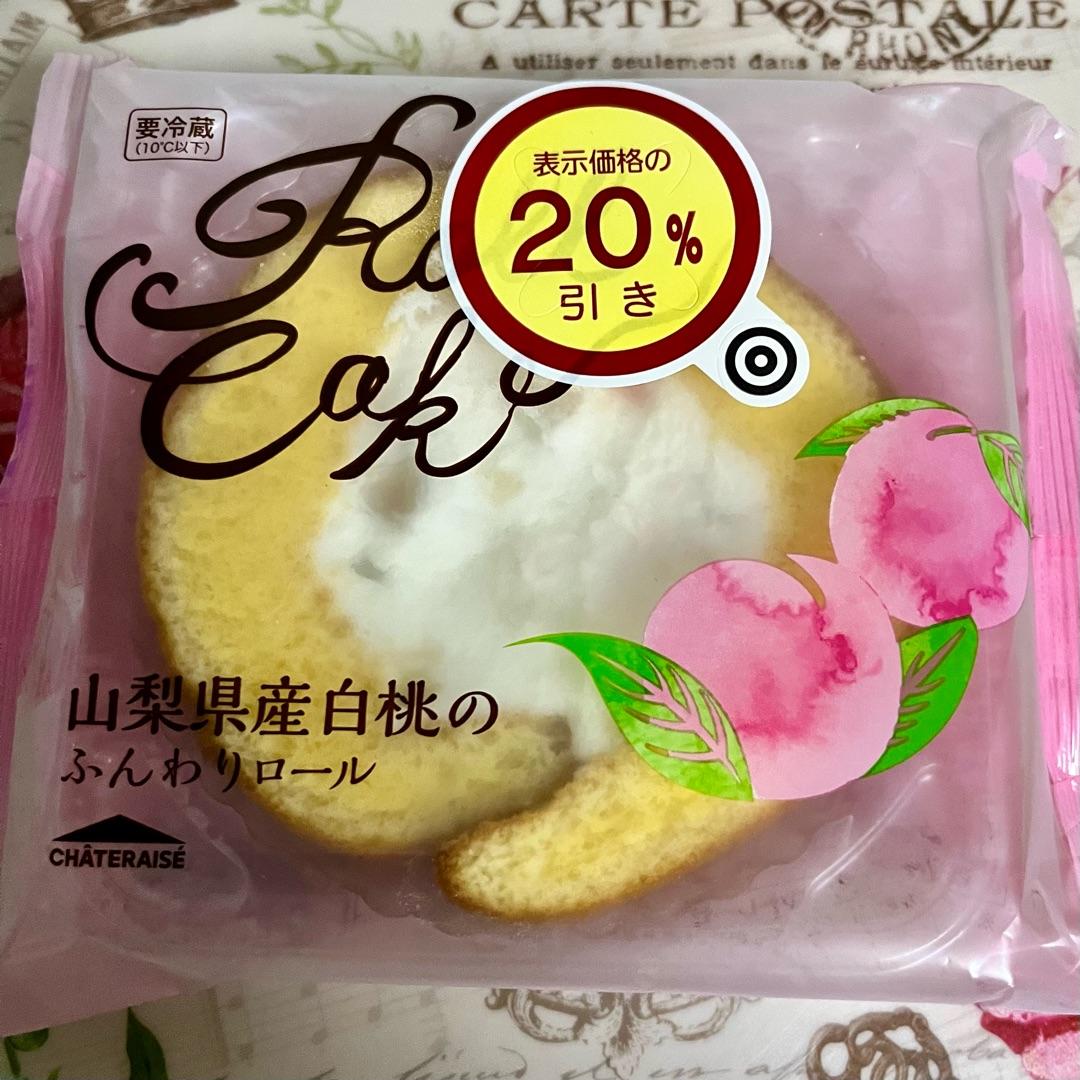 CARTE POSTALE
A utiliser seulement dans le
intérieur
要冷蔵
(10℃以下)
表示価格の
20%
引き
Cake
山梨県産白桃の
ふんわりロール
CHÂTERAISÉ